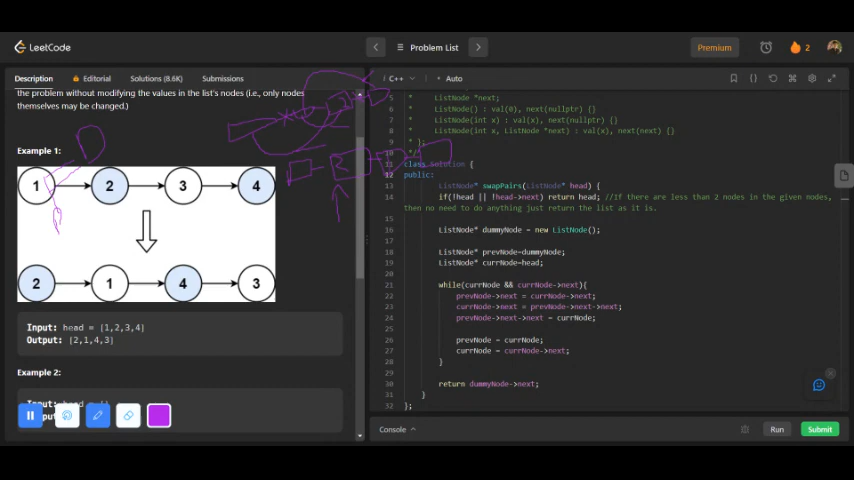 LeetCode
Problem List
Premium
2
Description
Editorial
Solutions (8.6K)
Submissions
The problem without modifying the values in the list's nodes (i.e., only nodes
themselves may be changed.)
Example 1:
1 2 3 4
2 1 4 3
Input: head = [1,2,3,4]
Output: [2,1,4,3]
Example 2:
C++
Auto
5 * ListNode *next;
6 * ListNode() : val(0), next(nullptr) {}
7 * ListNode(int x) : val(x), next(nullptr) {}
8 * ListNode(int x, ListNode *next) : val(x), next(next) {}
9 * };
10 */
11 class Solution {
12 public:
13 ListNode* swapPairs(ListNode* head) {
14 if(!head || !head->next) return head; //If there are less than 2 nodes in the given nodes,
then no need to do anything just return the list as it is.
15
16 ListNode* dummyNode = new ListNode();
17
18 ListNode* prevNode=dummyNode;
19 ListNode* currNode=head;
20
21 while(currNode && currNode->next){
22 prevNode->next = currNode->next;
23 currNode->next = prevNode->next->next;
24 prevNode->next->next = currNode;
25
26 prevNode = currNode;
27 currNode = currNode->next;
28 }
29
30 return dummyNode->next;
31 }
32 };
Console
Run
Submit